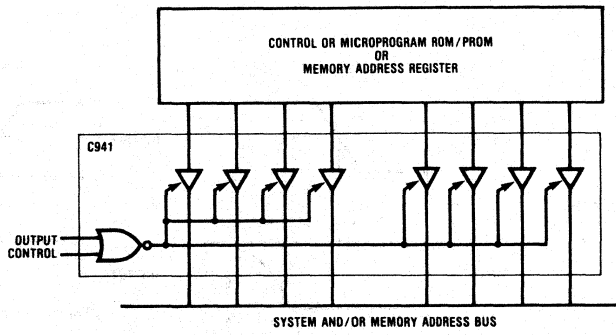 CONTROL OR MICROPROGRAM ROM/PROM
OR
MEMORY ADDRESS REGISTER
C941
OUTPUT
CONTROL
SYSTEM AND/OR MEMORY ADDRESS BUS